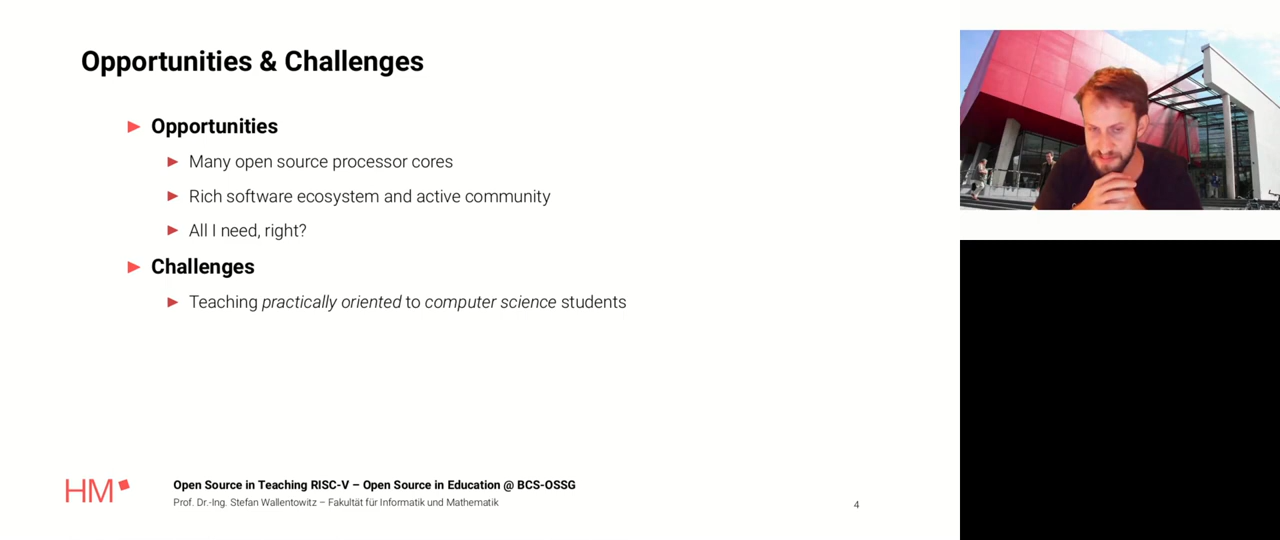 Opportunities & Challenges
Opportunities
Many open source processor cores
Rich software ecosystem and active community
All I need, right?
Challenges
Teaching practically oriented to computer science students
HM
Open Source in Teaching RISC-V – Open Source in Education @ BCS-OSSG
Prof. Dr.-Ing. Stefan Wallentowitz – Fakultät für Informatik und Mathematik
4